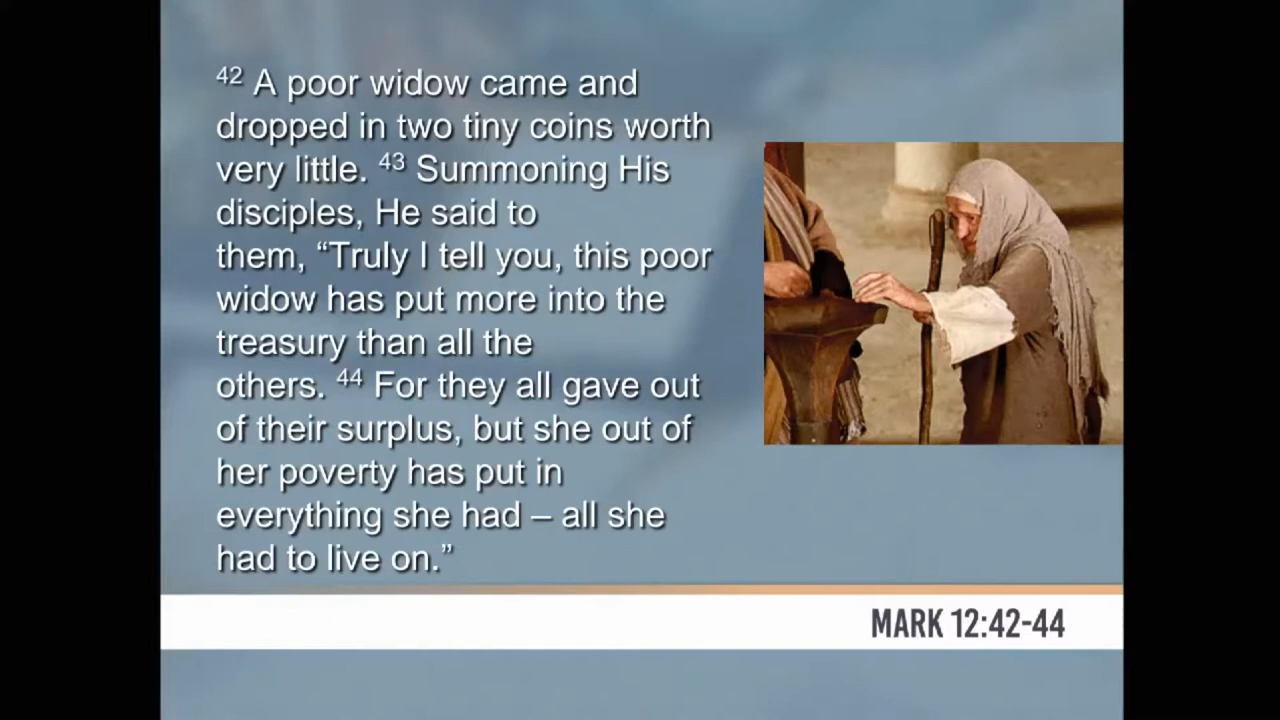 42 A poor widow came and
dropped in two tiny coins worth
very little. 43 Summoning His
disciples, He said to
them, “Truly I tell you, this poor
widow has put more into the
treasury than all the
others. 44 For they all gave out
of their surplus, but she out of
her poverty has put in
everything she had – all she
had to live on.”
MARK 12:42-44